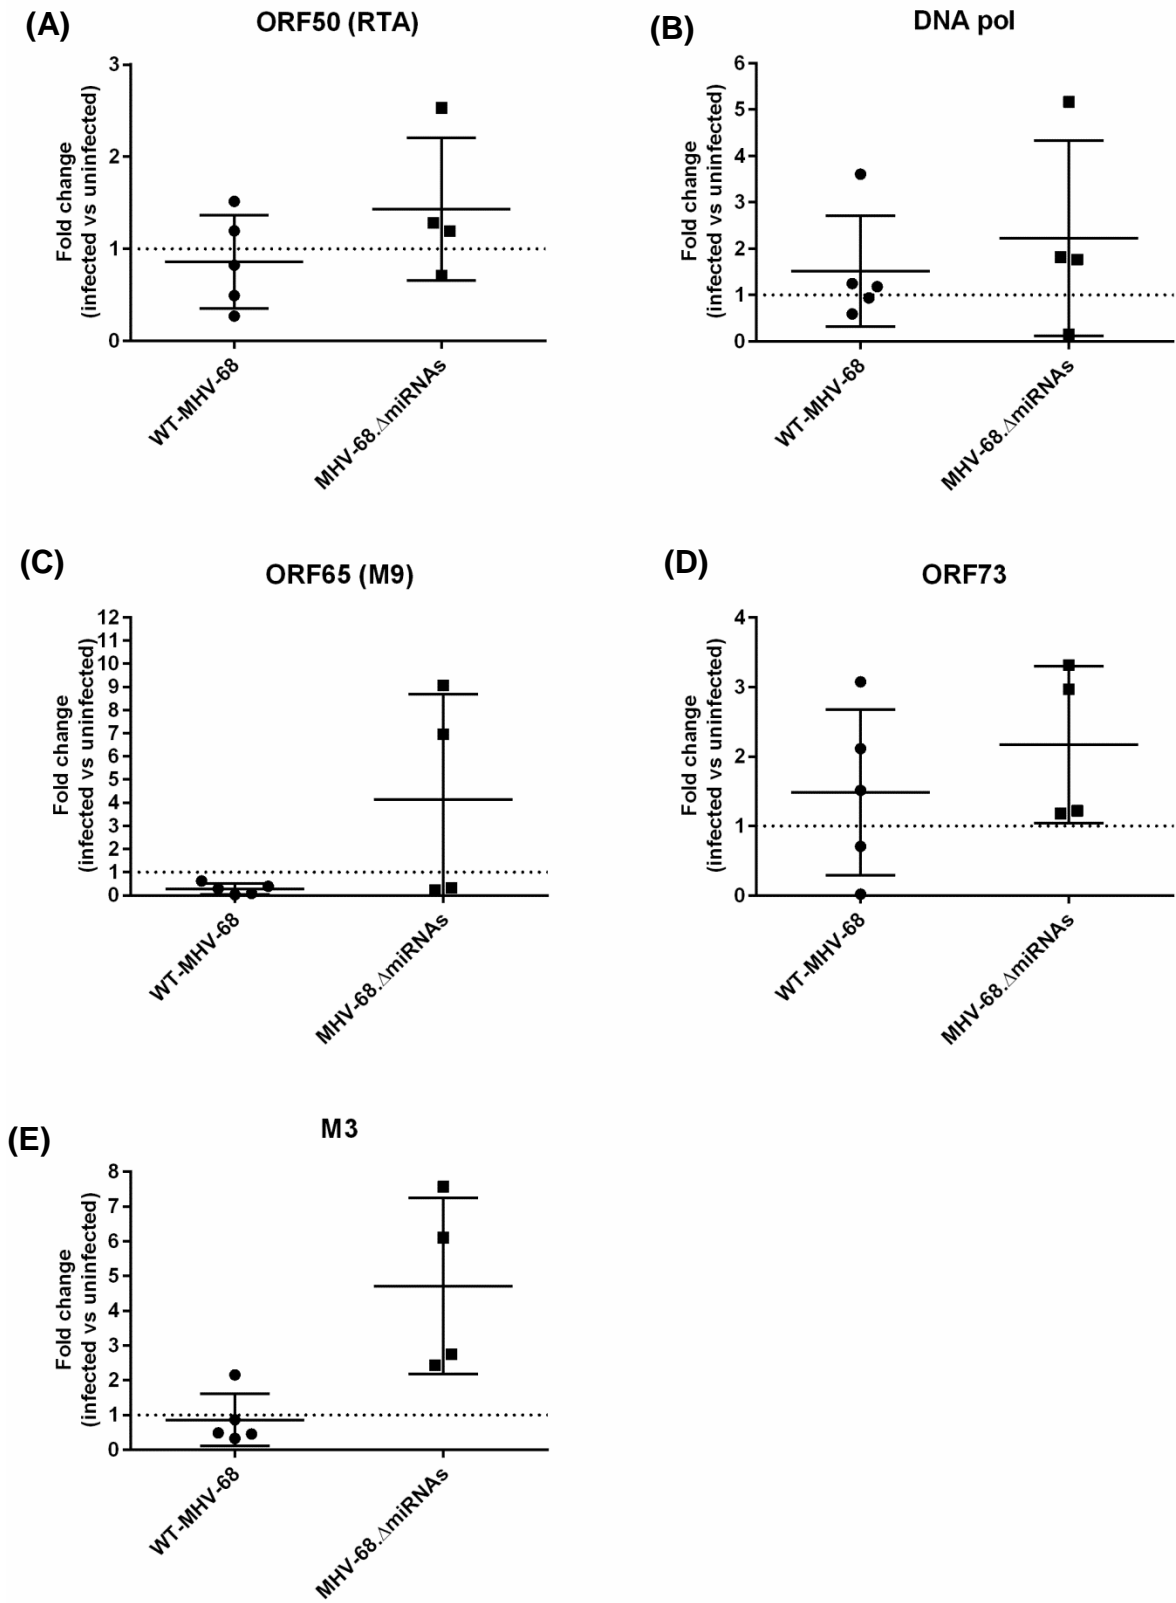 (A)
ORF50 (RTA)
Fold change
(infected vs uninfected)
3
2
1
0
WT-MHV-68
MHV-68.ΔmiRNAs
(B)
DNA pol
Fold change
(infected vs uninfected)
6
5
4
3
2
1
0
WT-MHV-68
MHV-68.ΔmiRNAs
(C)
ORF65 (M9)
Fold change
(infected vs uninfected)
12
11
10
9
8
7
6
5
4
3
2
1
0
WT-MHV-68
MHV-68.ΔmiRNAs
(D)
ORF73
Fold change
(infected vs uninfected)
4
3
2
1
0
WT-MHV-68
MHV-68.ΔmiRNAs
(E)
M3
Fold change
(infected vs uninfected)
8
7
6
5
4
3
2
1
0
WT-MHV-68
MHV-68.ΔmiRNAs